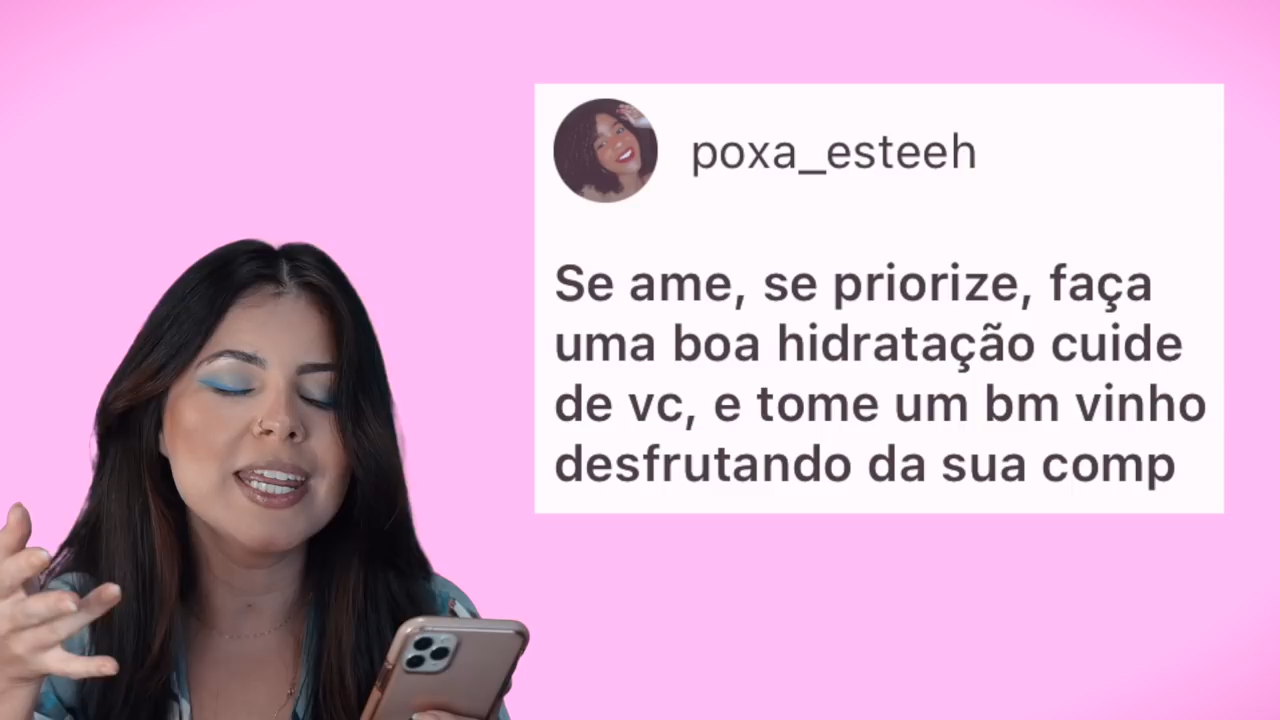 poxa_esteeh
Se ame, se priorize, faça
uma boa hidratação cuide
de vc, e tome um bm vinho
desfrutando da sua comp